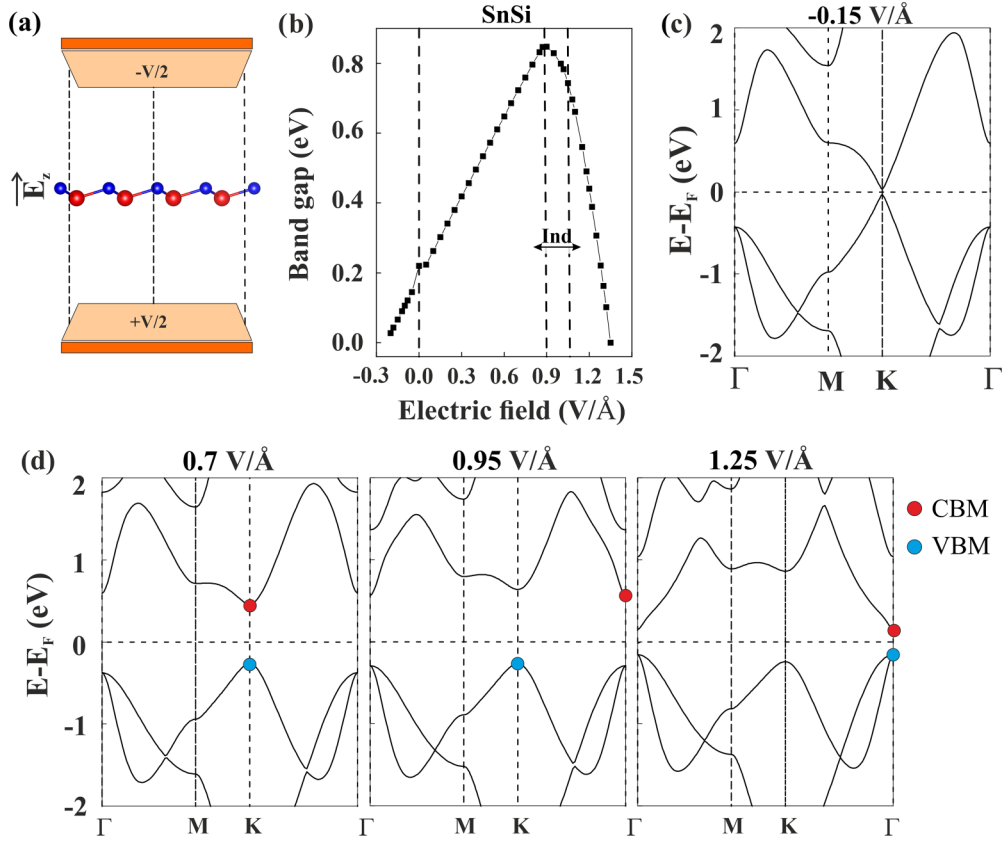 (a)
-V/2
E_z
+V/2
(b)
SnSi
Band gap (eV)
0.8
0.6
0.4
0.2
0.0
Ind
-0.3 0.0 0.3 0.6 0.9 1.2 1.5
Electric field (V/Å)
(c)
-0.15 V/Å
E-E_F (eV)
2
1
0
-1
-2
Γ M K Γ
(d)
0.7 V/Å
0.95 V/Å
1.25 V/Å
E-E_F (eV)
2
1
0
-1
-2
Γ M K Γ
M K Γ
M K Γ
CBM
VBM